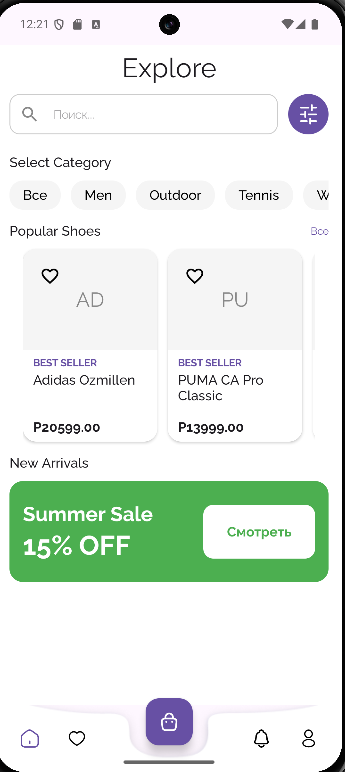 12:21
Explore
Поиск...
Select Category
Все Men Outdoor Tennis W
Popular Shoes Все
AD PU
BEST SELLER BEST SELLER
Adidas Ozmillen PUMA CA Pro
Classic
₽20599.00 ₽13999.00
New Arrivals
Summer Sale
15% OFF
Смотреть